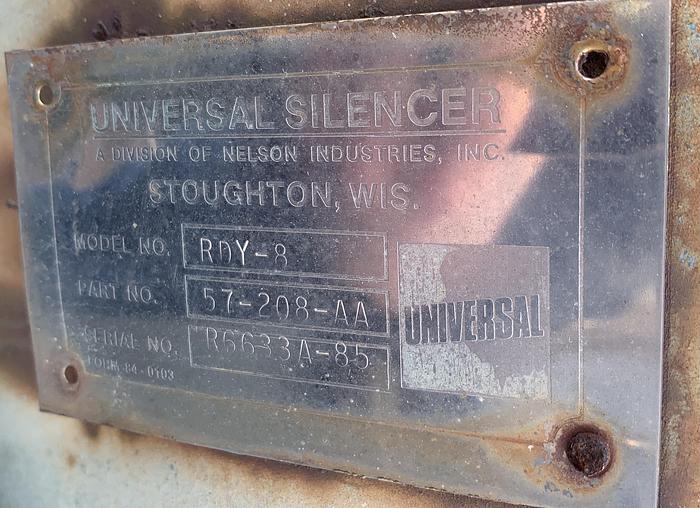 UNIVERSAL SILENCER
A DIVISION OF NELSON INDUSTRIES, INC.
STOUGHTON, WIS.
MODEL NO. RDY-8
PART NO. 57-208-AA
SERIAL NO. R6633A-85
FORM 84-0103
UNIVERSAL